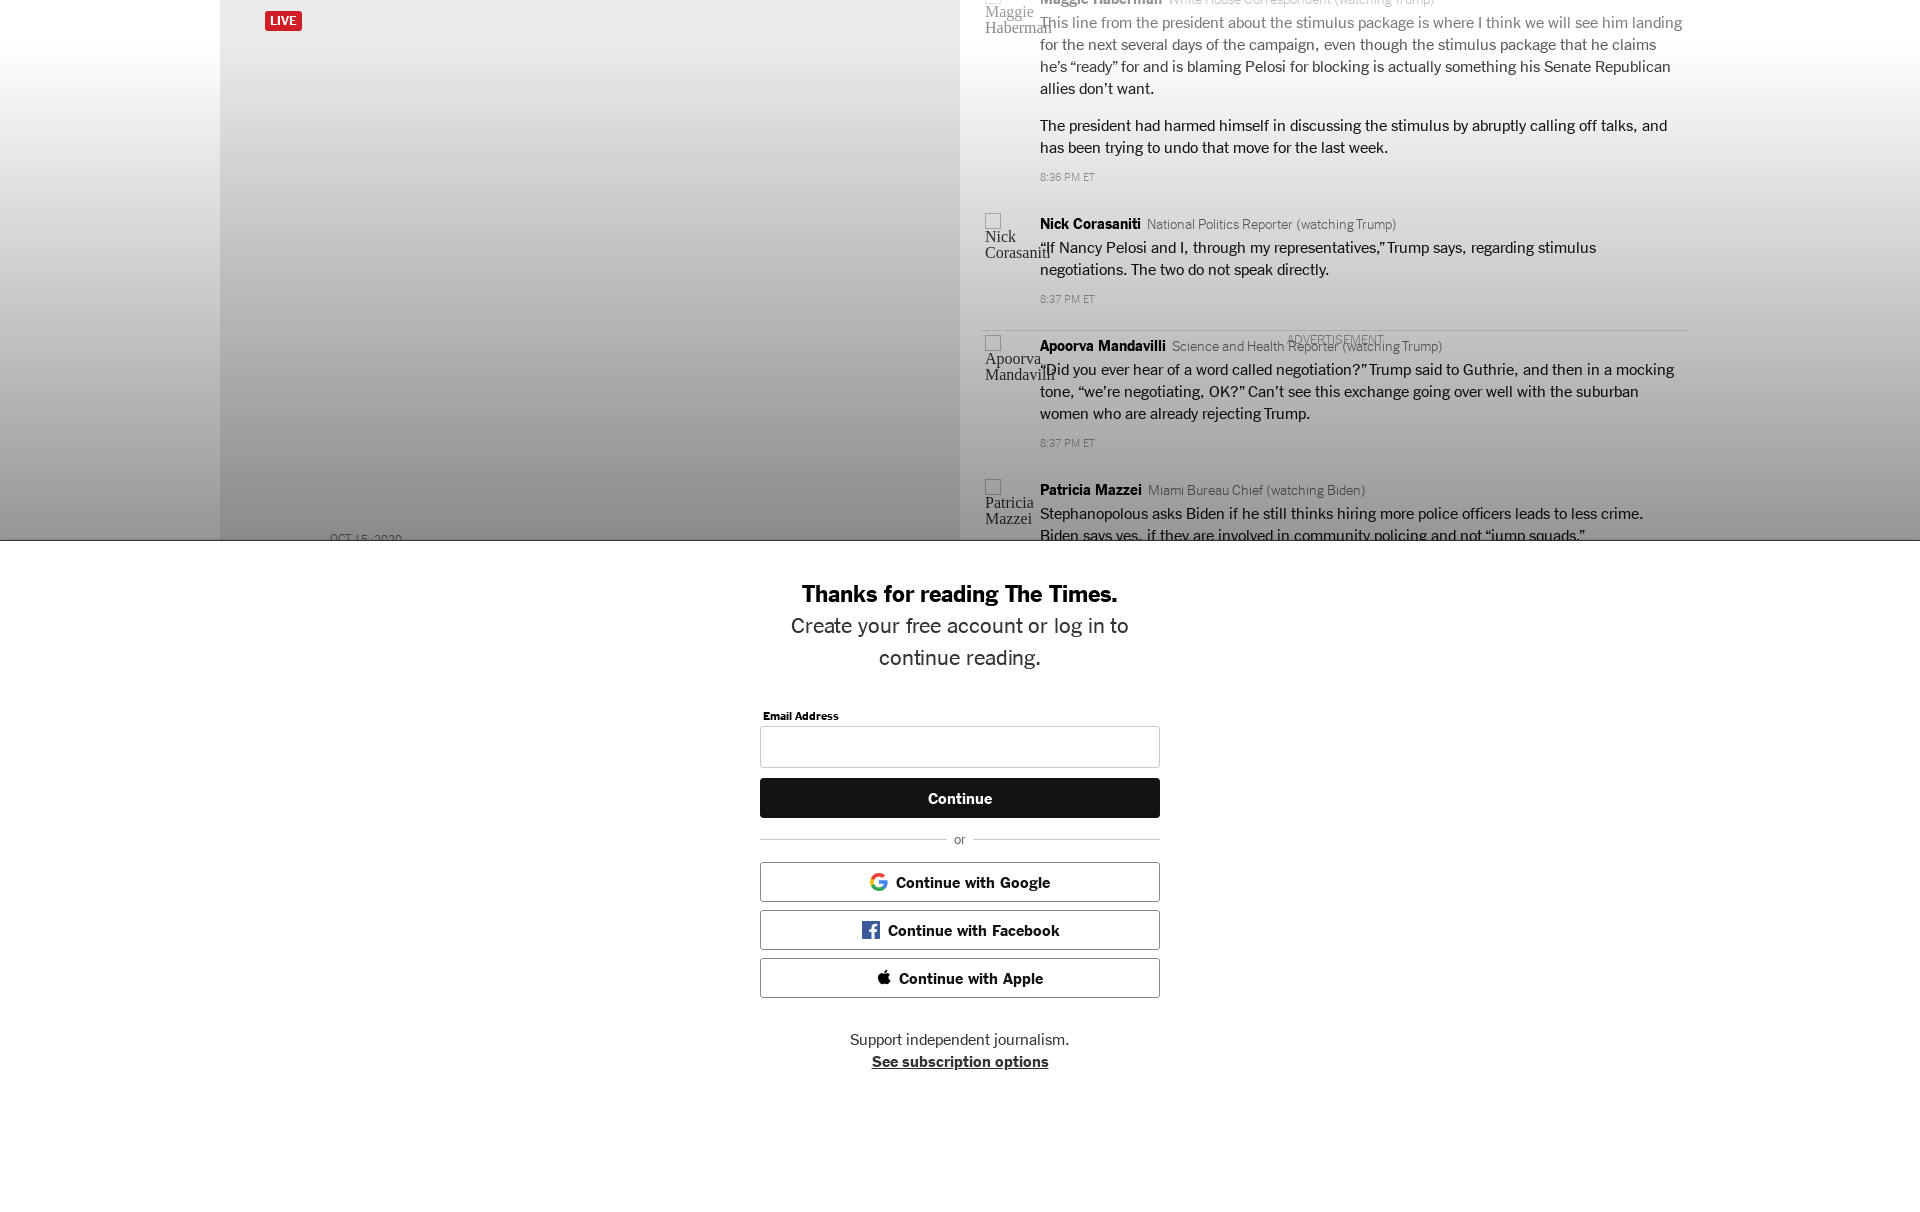 LIVE
Maggie Haberman White House Correspondent (watching Trump)
Maggie
Haberman
This line from the president about the stimulus package is where I think we will see him landing
for the next several days of the campaign, even though the stimulus package that he claims
he’s “ready” for and is blaming Pelosi for blocking is actually something his Senate Republican
allies don’t want.
The president had harmed himself in discussing the stimulus by abruptly calling off talks, and
has been trying to undo that move for the last week.
8:36 PM ET
Nick Corasaniti National Politics Reporter (watching Trump)
Nick
Corasaniti
“If Nancy Pelosi and I, through my representatives,” Trump says, regarding stimulus
negotiations. The two do not speak directly.
8:37 PM ET
ADVERTISEMENT
Apoorva Mandavilli Science and Health Reporter (watching Trump)
Apoorva
Mandavilli
“Did you ever hear of a word called negotiation?” Trump said to Guthrie, and then in a mocking
tone, “we’re negotiating, OK?” Can’t see this exchange going over well with the suburban
women who are already rejecting Trump.
8:37 PM ET
Patricia Mazzei Miami Bureau Chief (watching Biden)
Patricia
Mazzei
Stephanopolous asks Biden if he still thinks hiring more police officers leads to less crime.
Biden says yes, if they are involved in community policing and not “jump squads.”
OCT 15, 2020
Thanks for reading The Times.
Create your free account or log in to
continue reading.
Email Address
Continue
or
Continue with Google
Continue with Facebook
Continue with Apple
Support independent journalism.
See subscription options